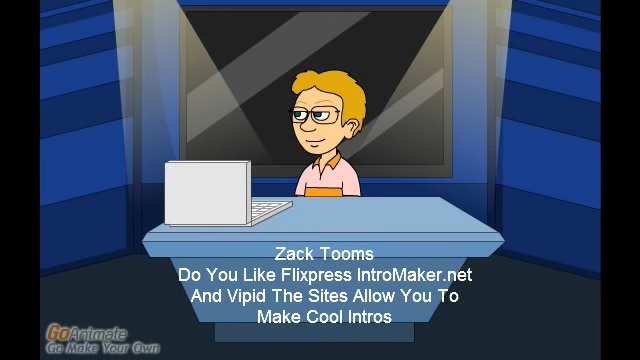 Zack Tooms
Do You Like Flixpress IntroMaker.net
And Vipid The Sites Allow You To
Make Cool Intros
GoAnimate
Go Make Your Own